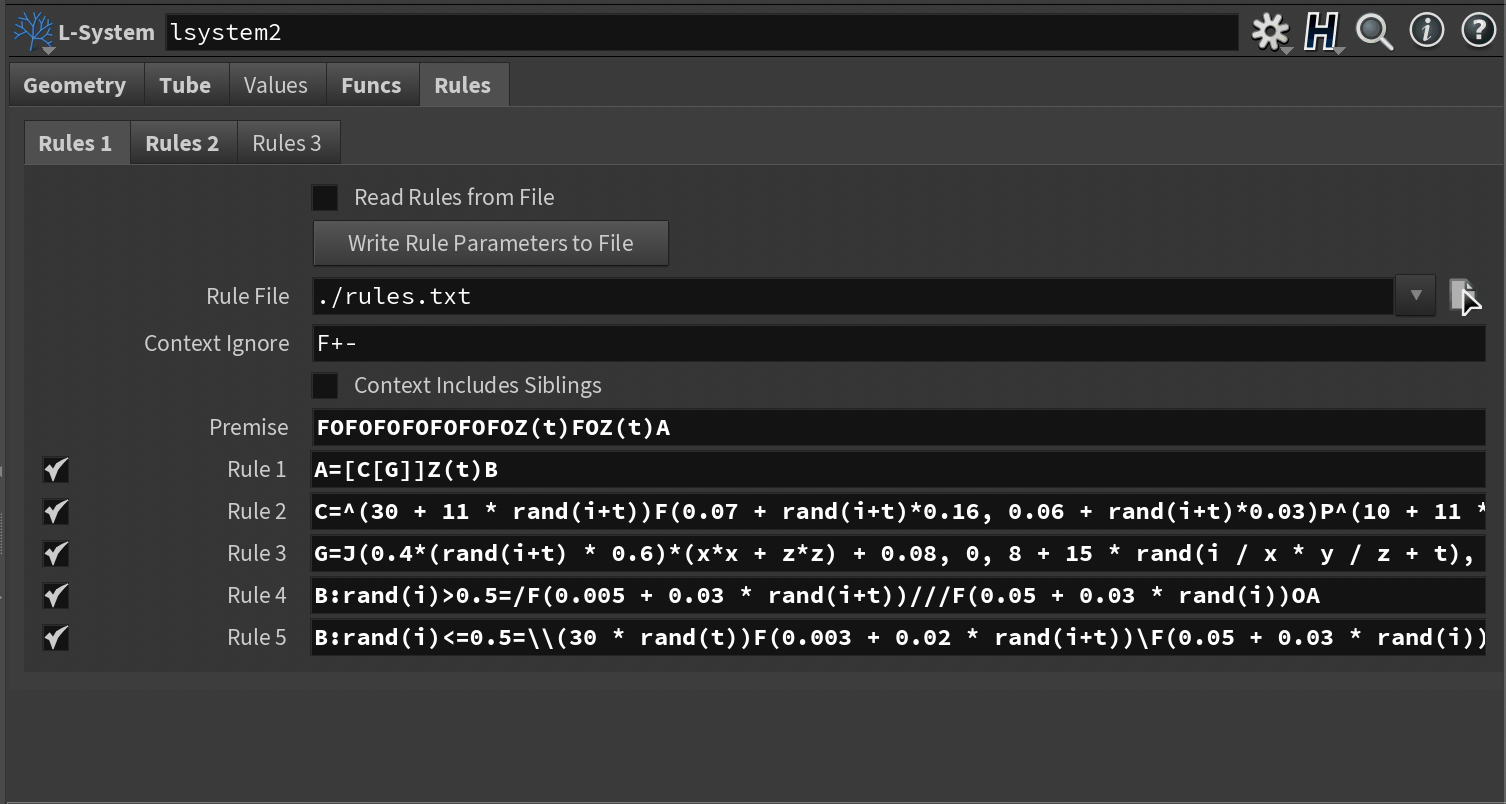 L-System lsystem2
Geometry Tube Values Funcs Rules
Rules 1 Rules 2 Rules 3
Read Rules from File
Write Rule Parameters to File
Rule File ./rules.txt
Context Ignore F+-
Context Includes Siblings
Premise FOFOFOFOFOFOFOZ(t)FOZ(t)A
Rule 1 A=[C[G]]Z(t)B
Rule 2 C=^(30 + 11 * rand(i+t))F(0.07 + rand(i+t)*0.16, 0.06 + rand(i+t)*0.03)P^(10 + 11 *
Rule 3 G=J(0.4*(rand(i+t) * 0.6)*(x*x + z*z) + 0.08, 0, 8 + 15 * rand(i / x * y / z + t),
Rule 4 B:rand(i)>0.5=/F(0.005 + 0.03 * rand(i+t))///F(0.05 + 0.03 * rand(i))OA
Rule 5 B:rand(i)<=0.5=\\(30 * rand(t))F(0.003 + 0.02 * rand(i+t))\F(0.05 + 0.03 * rand(i))